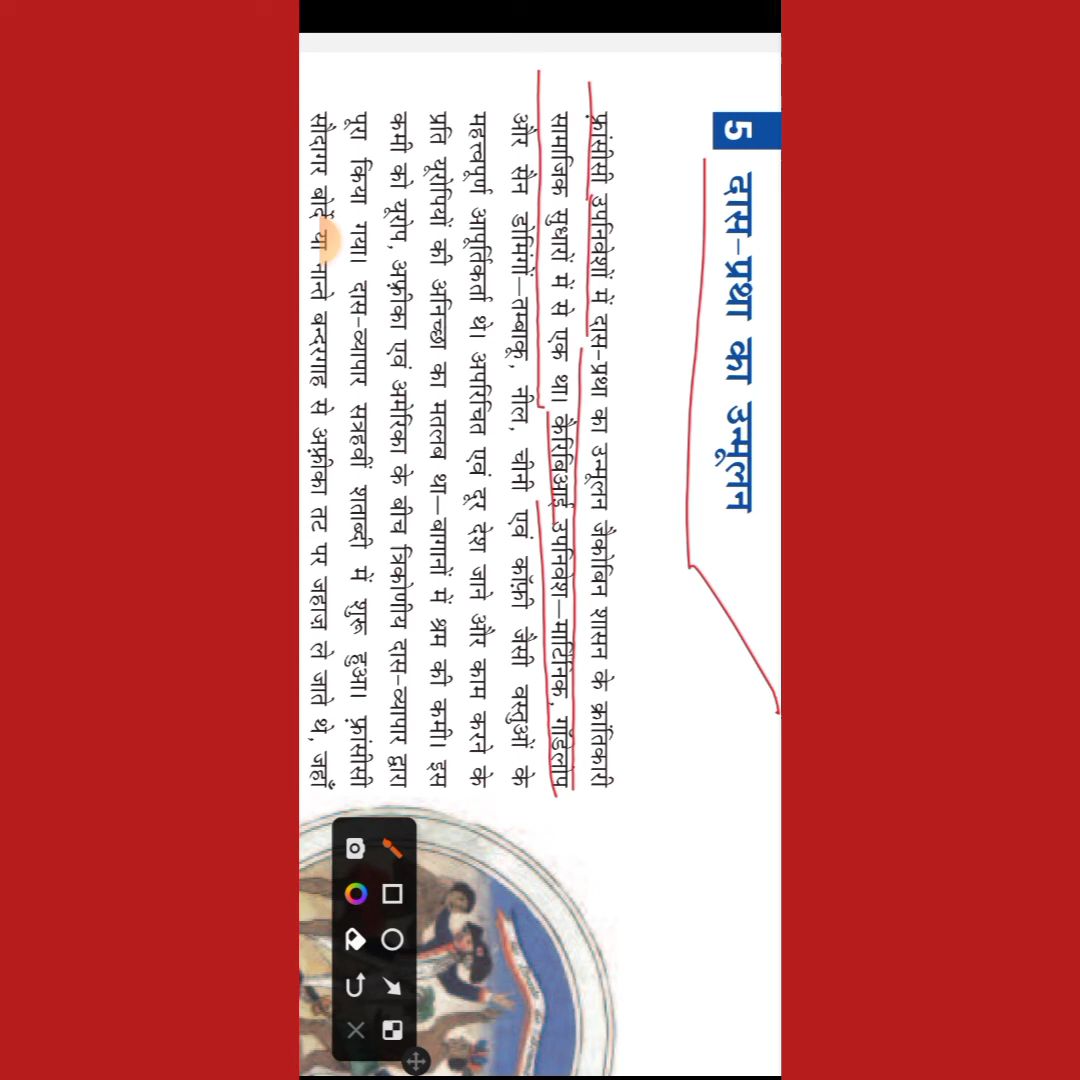 5 दास-प्रथा का उन्मूलन
फ़्रांसीसी उपनिवेशों में दास-प्रथा का उन्मूलन जैकोबिन शासन के क्रांतिकारी
सामाजिक सुधारों में से एक था। कैरिबिआई उपनिवेश—मार्टिनिक, गॉडेलोप
और सैन डोमिंगों—तम्बाकू, नील, चीनी एवं कॉफ़ी जैसी वस्तुओं के
महत्त्वपूर्ण आपूर्तिकर्ता थे। अपरिचित एवं दूर देश जाने और काम करने के
प्रति यूरोपियों की अनिच्छा का मतलब था—बागानों में श्रम की कमी। इस
कमी को यूरोप, अफ़्रीका एवं अमेरिका के बीच त्रिकोणीय दास-व्यापार द्वारा
पूरा किया गया। दास-व्यापार सत्रहवीं शताब्दी में शुरू हुआ। फ़्रांसीसी
सौदागर बोर्दे या नान्ते बन्दरगाह से अफ़्रीका तट पर जहाज़ ले जाते थे, जहाँ